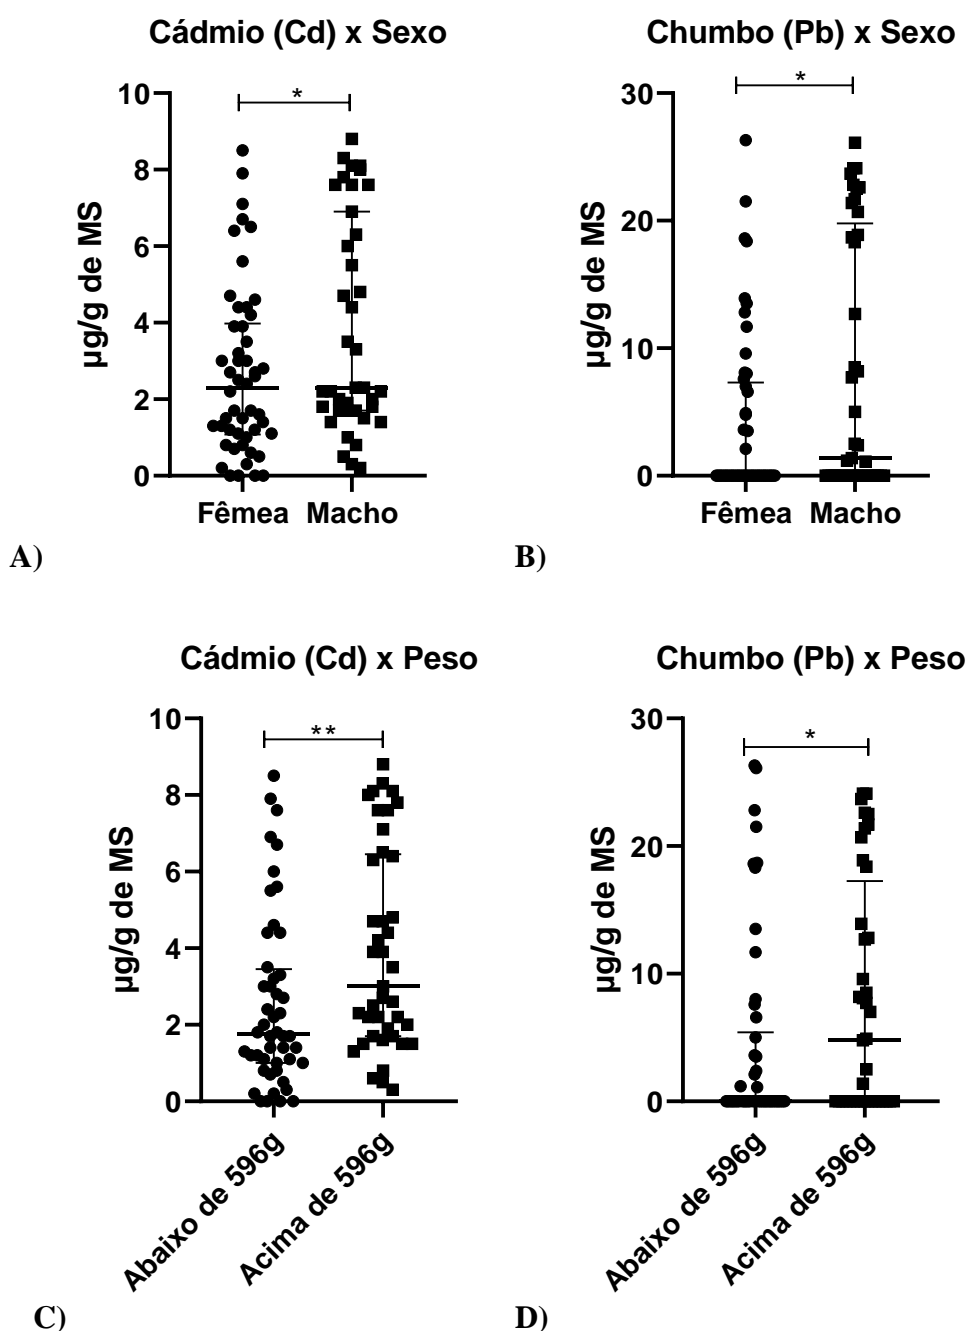 Cádmio (Cd) x Sexo
Chumbo (Pb) x Sexo
10
8
6
4
2
0
µg/g de MS
*
Fêmea Macho
30
20
10
0
µg/g de MS
*
Fêmea Macho
A)
B)
Cádmio (Cd) x Peso
Chumbo (Pb) x Peso
10
8
6
4
2
0
µg/g de MS
**
Abaixo de 596g
Acima de 596g
30
20
10
0
µg/g de MS
*
Abaixo de 596g
Acima de 596g
C)
D)